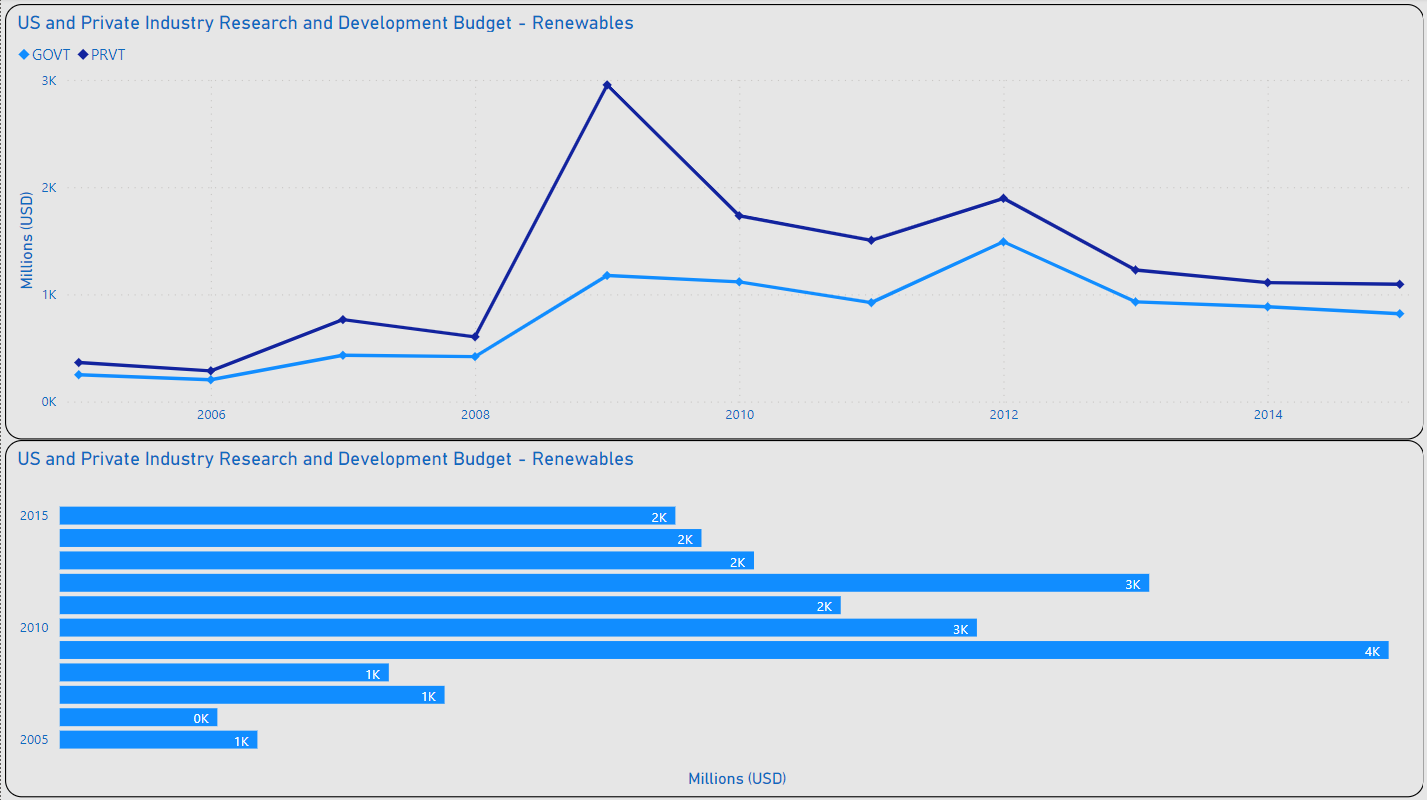 US and Private Industry Research and Development Budget - Renewables
GOVT PRVT
3K
2K
1K
0K
Millions (USD)
2006 2008 2010 2012 2014
US and Private Industry Research and Development Budget - Renewables
2015 2K
2K
2K
3K
2K
2010 3K
4K
1K
1K
0K
2005 1K
Millions (USD)